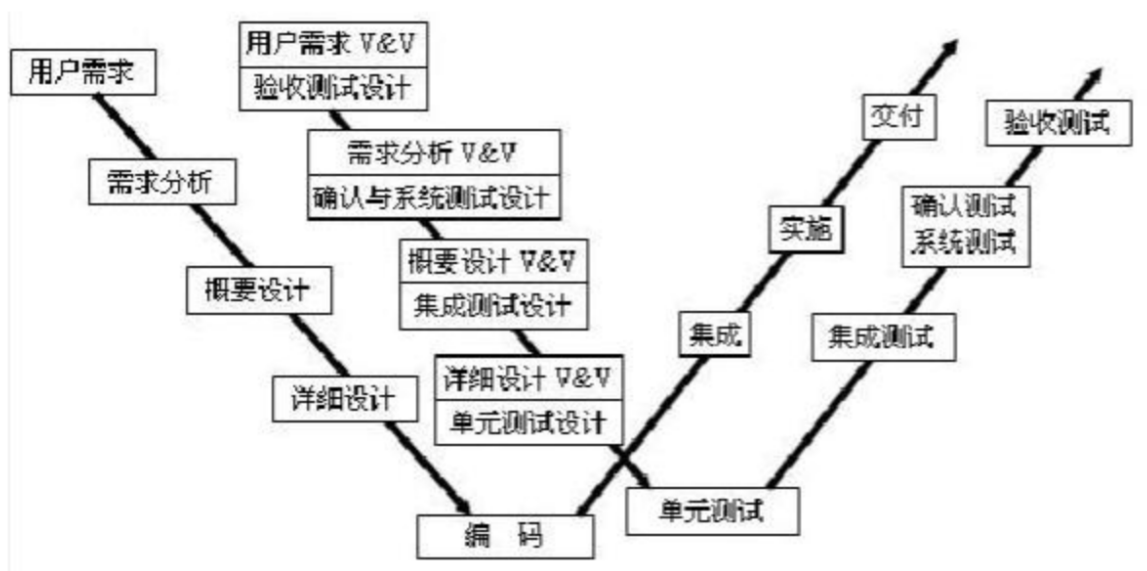 用户需求
需求分析
概要设计
详细设计
编 码
用户需求 V&V
验收测试设计
需求分析 V&V
确认与系统测试设计
概要设计 V&V
集成测试设计
详细设计 V&V
单元测试设计
集成
实施
交付
单元测试
集成测试
确认测试
系统测试
验收测试